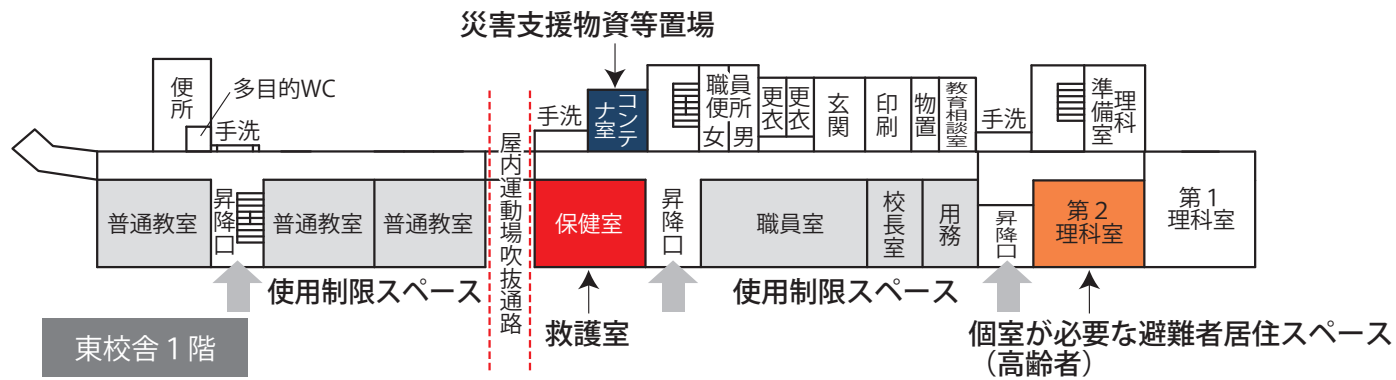 災害支援物資等置場
便所
多目的WC
手洗
屋内運動場吹抜通路
手洗
コンテナ室
職員便所
女
男
更衣
更衣
玄関
印刷
物置
教育相談室
手洗
理科準備室
普通教室
昇降口
普通教室
普通教室
保健室
昇降口
職員室
校長室
用務
昇降口
第２
理科室
第１
理科室
使用制限スペース
使用制限スペース
救護室
個室が必要な避難者居住スペース
（高齢者）
東校舎１階